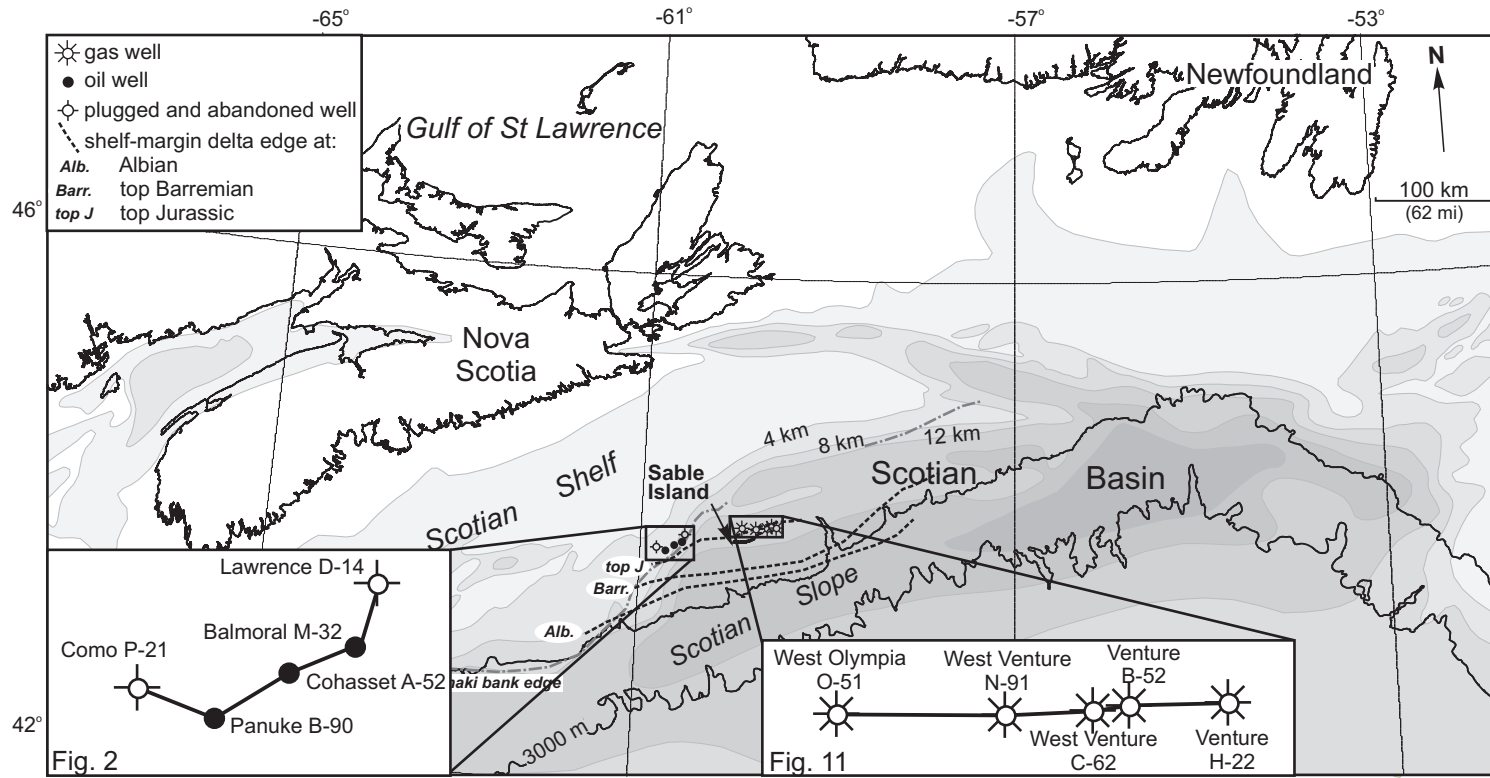 -65°
-61°
-57°
-53°
gas well
oil well
plugged and abandoned well
shelf-margin delta edge at:
Alb. Albian
Barr. top Barremian
top J top Jurassic
Gulf of St Lawrence
Newfoundland
N
100 km
(62 mi)
46°
Nova
Scotia
4 km
8 km
12 km
Shelf
Scotian
Sable
Island
Scotian
Basin
top J
Barr.
Alb.
Slope
Scotian
3000 m
haki bank edge
42°
Lawrence D-14
Balmoral M-32
Como P-21
Cohasset A-52
Panuke B-90
Fig. 2
West Olympia
O-51
West Venture
N-91
Venture
B-52
West Venture
C-62
Venture
H-22
Fig. 11